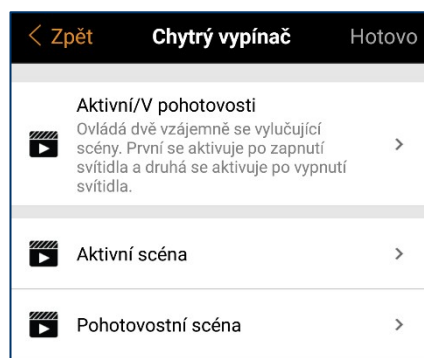 Zpět Chytrý vypínač Hotovo
Aktivní/V pohotovosti
Ovládá dvě vzájemně se vylučující
scény. První se aktivuje po zapnutí
svítidla a druhá se aktivuje po vypnutí
svítidla.
Aktivní scéna
Pohotovostní scéna